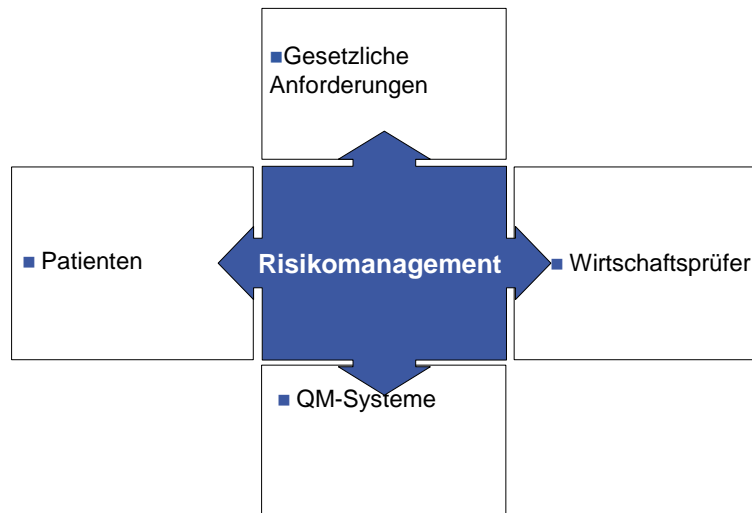 ■Gesetzliche
Anforderungen
■ Patienten
Risikomanagement
■ Wirtschaftsprüfer
■ QM-Systeme